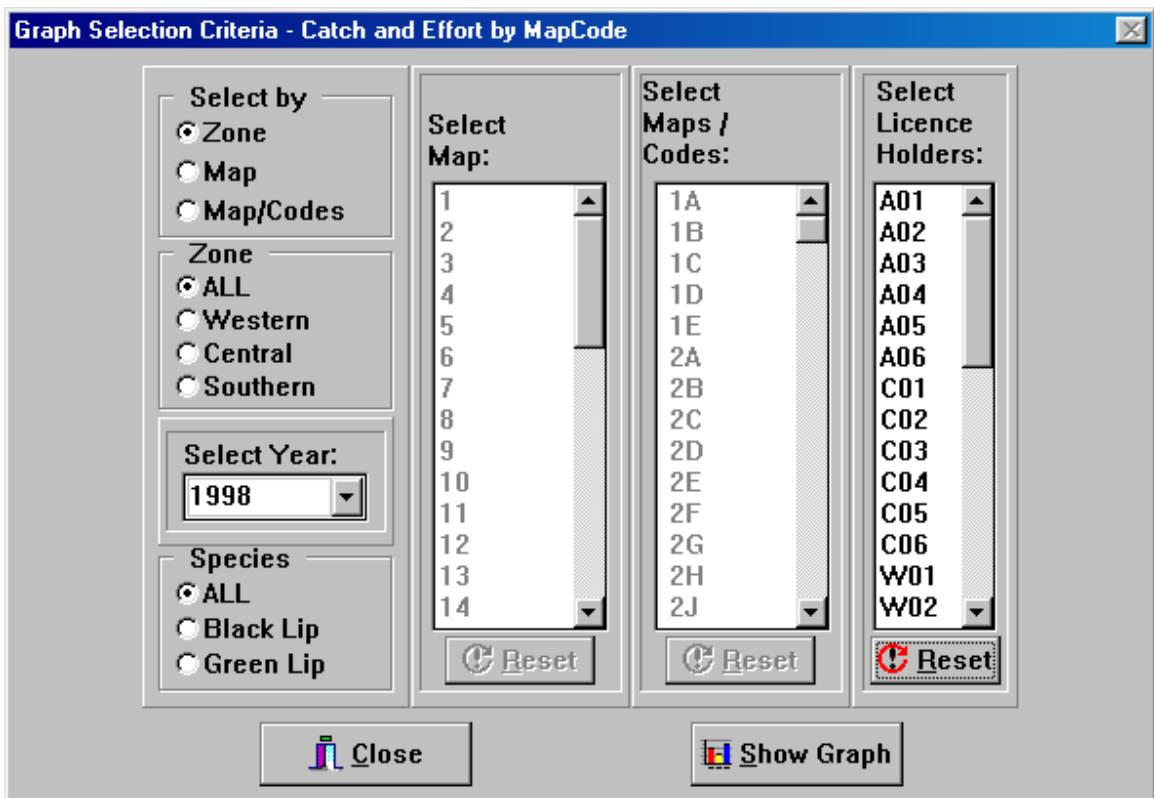 Graph Selection Criteria - Catch and Effort by MapCode
Select by
Zone
Map
Map/Codes
Zone
ALL
Western
Central
Southern
Select Year:
1998
Species
ALL
Black Lip
Green Lip
Select
Map:
1
2
3
4
5
6
7
8
9
10
11
12
13
14
Reset
Select
Maps /
Codes:
1A
1B
1C
1D
1E
2A
2B
2C
2D
2E
2F
2G
2H
2J
Reset
Select
Licence
Holders:
A01
A02
A03
A04
A05
A06
C01
C02
C03
C04
C05
C06
W01
W02
Reset
Close
Show Graph